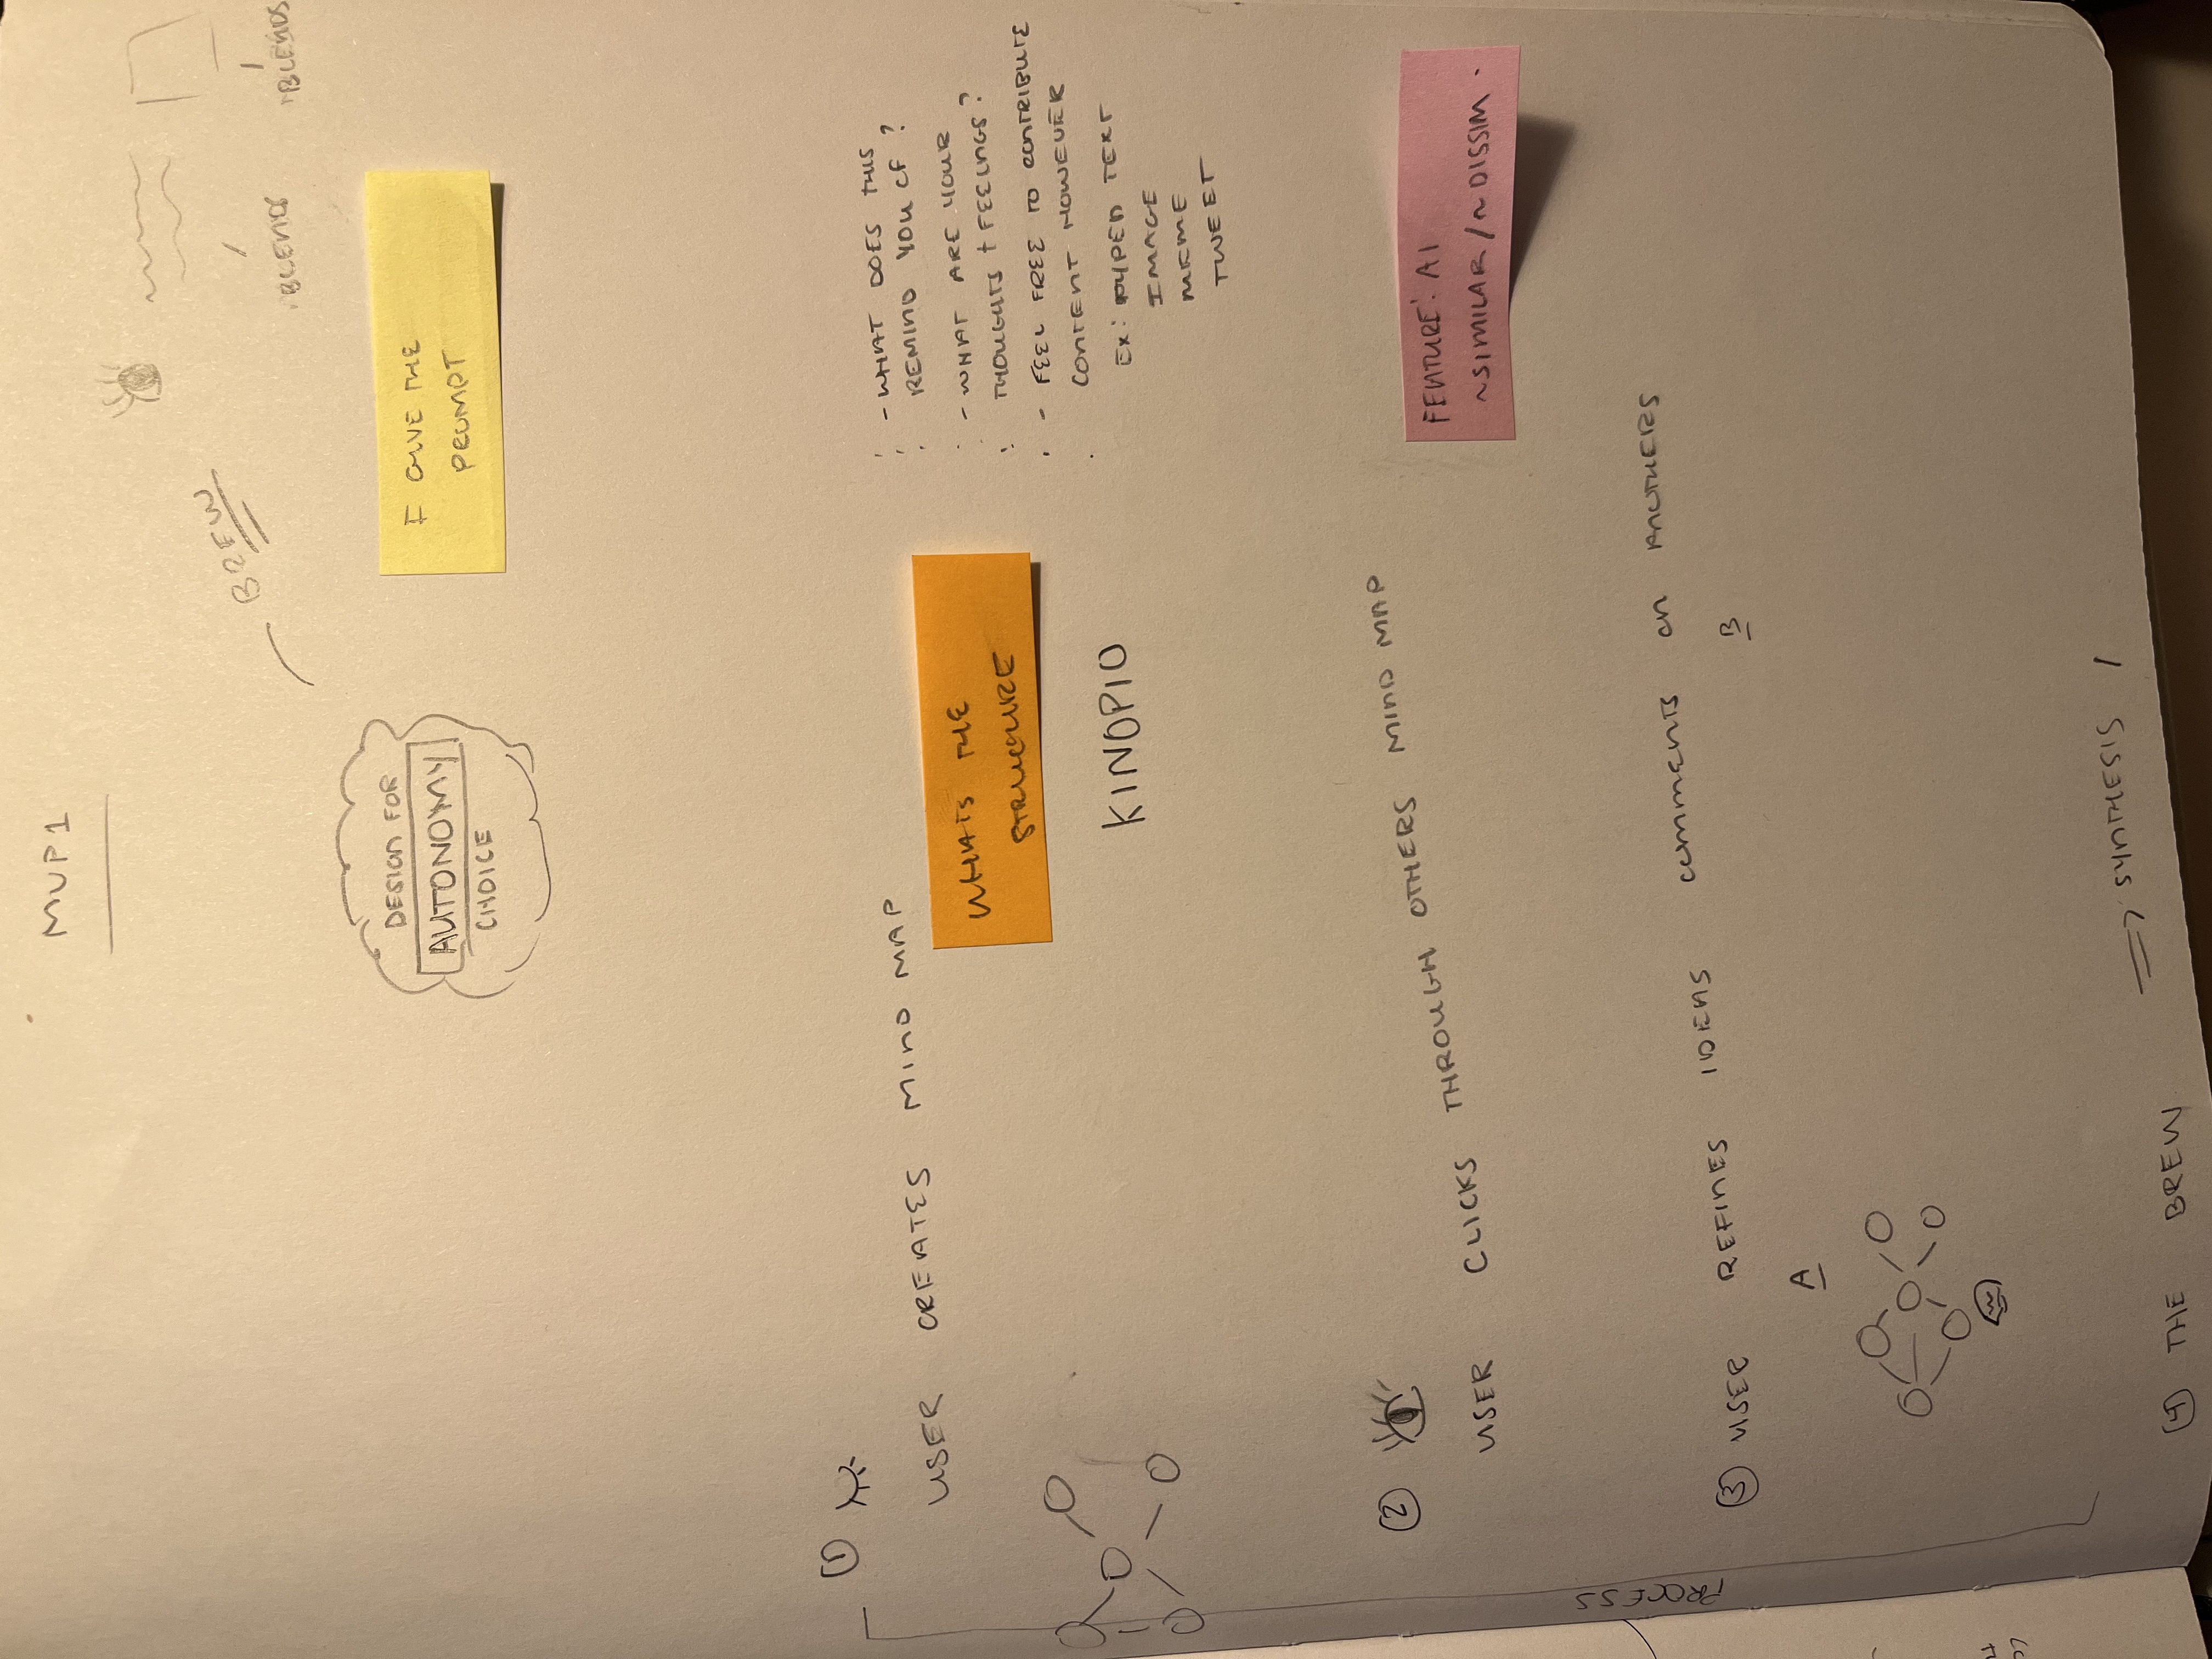 MVP1
BREW
BLENDS
BLENDS
DESIGN FOR
AUTONOMY
CHOICE
I GIVE THE
PROMPT
①
USER CREATES MIND MAP
WHATS THE
STRUCTURE
KINOPIO
- WHAT DOES THIS
REMIND YOU OF?
- WHAT ARE YOUR
THOUGHTS + FEELINGS?
- FEEL FREE TO CONTRIBUTE
CONTENT HOWEVER
EX: TYPED TEXT
IMAGE
MEME
TWEET
②
USER CLICKS THROUGH OTHERS MIND MAP
FEATURE: AI
~SIMILAR / ~DISSIM.
PROCESS
③ USER REFINES IDEAS COMMENTS ON ANOTHERS
A
B
⇒ SYNTHESIS /
④ THE BREW